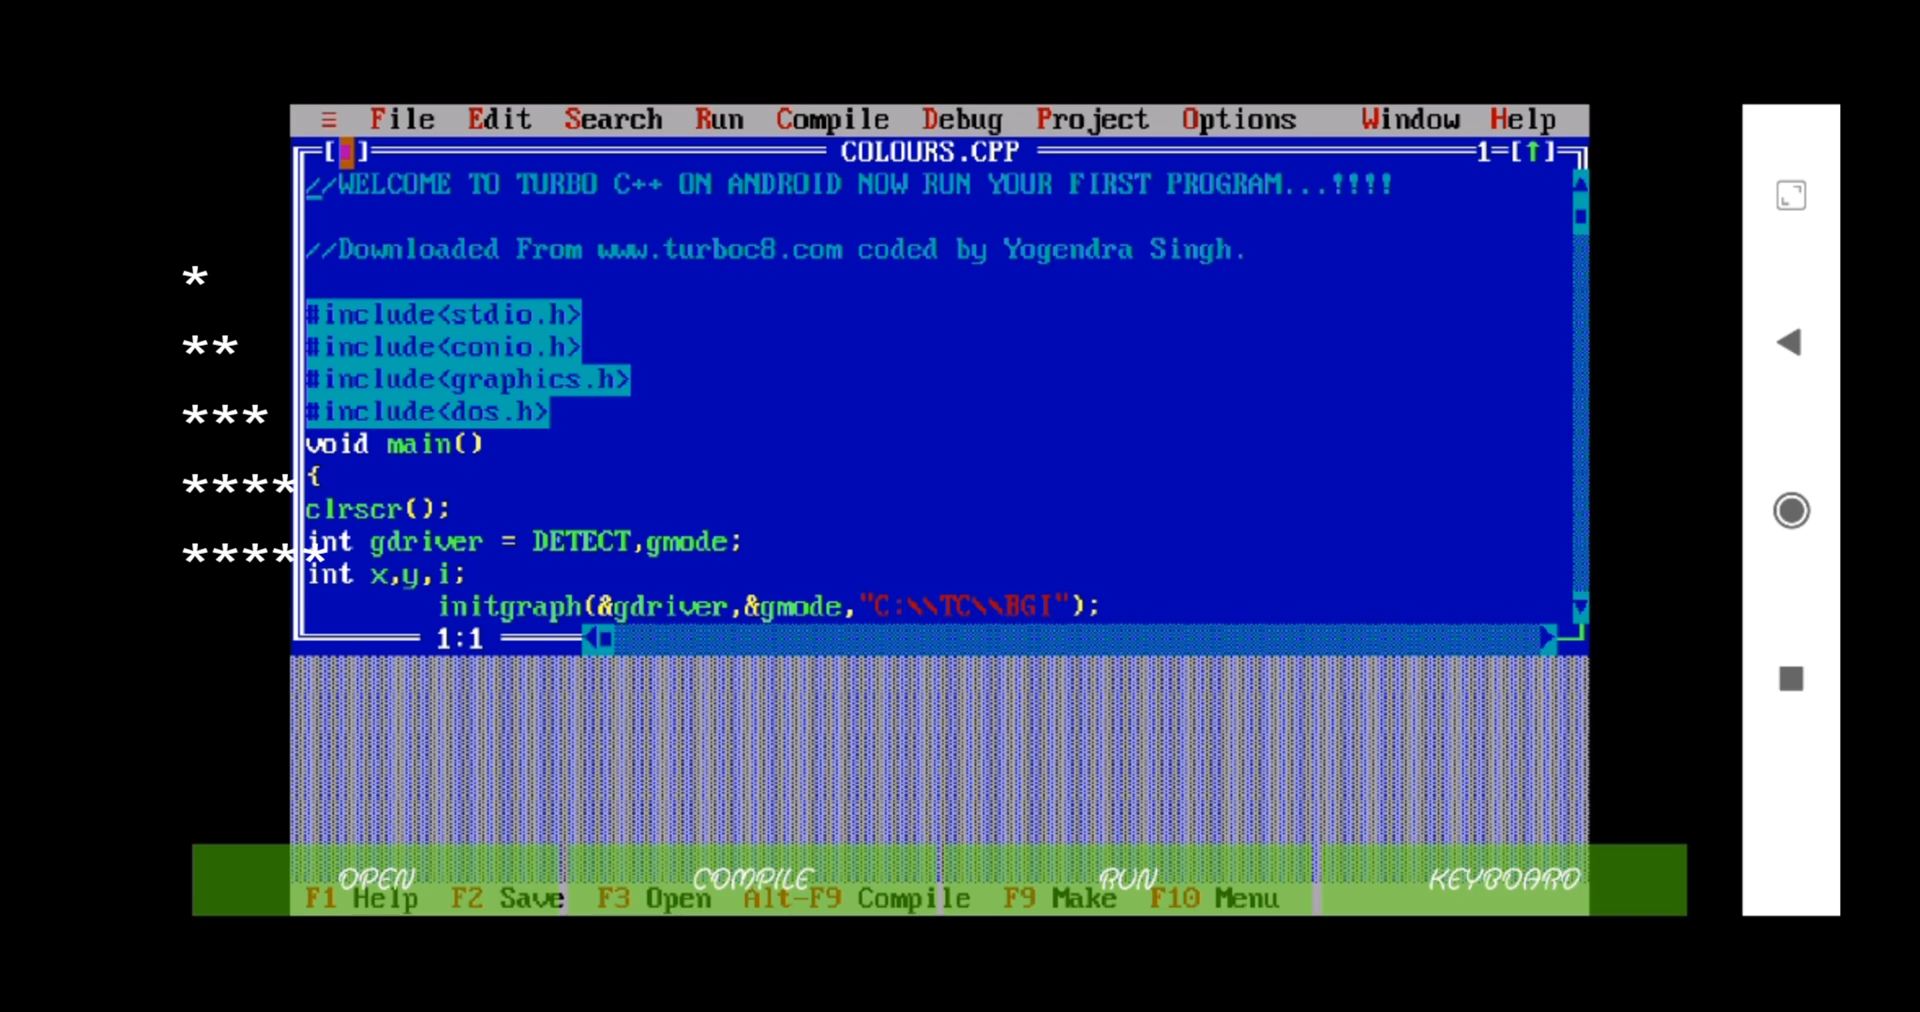 ≡ File Edit Search Run Compile Debug Project Options Window Help
[■] COLOURS.CPP 1=[↑]
//WELCOME TO TURBO C++ ON ANDROID NOW RUN YOUR FIRST PROGRAM...!!!!
//Downloaded From www.turboc8.com coded by Yogendra Singh.
*
#include<stdio.h>
**
#include<conio.h>
#include<graphics.h>
***
#include<dos.h>
void main()
****
{
clrscr();
int gdriver = DETECT,gmode;
*****
int x,y,i;
initgraph(&gdriver,&gmode,"C:\\TC\\BGI");
1:1
OPEN COMPILE RUN KEYBOARD
F1 Help F2 Save F3 Open Alt-F9 Compile F9 Make F10 Menu